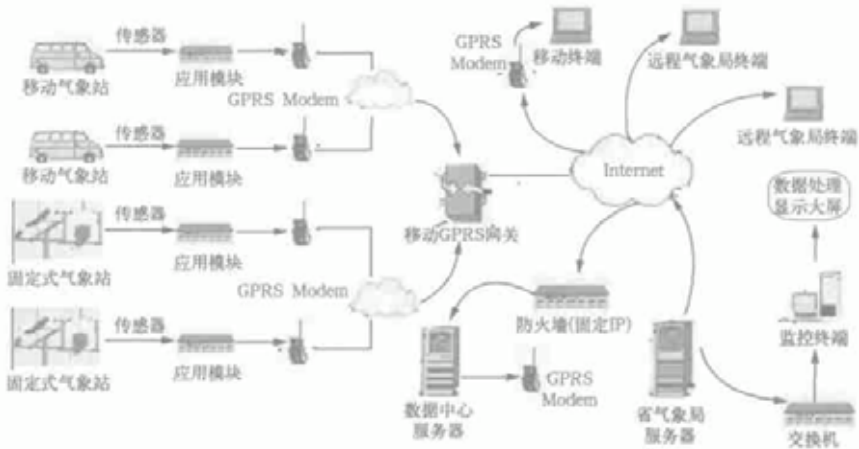 传感器
移动气象站
应用模块
GPRS Modem
传感器
移动气象站
应用模块
传感器
固定式气象站
应用模块
GPRS Modem
传感器
固定式气象站
应用模块
移动GPRS网关
GPRS
Modem
移动终端
远程气象局终端
远程气象局终端
Internet
数据处理
显示大屏
防火墙(固定IP)
监控终端
数据中心
服务器
GPRS
Modem
省气象局
服务器
交换机